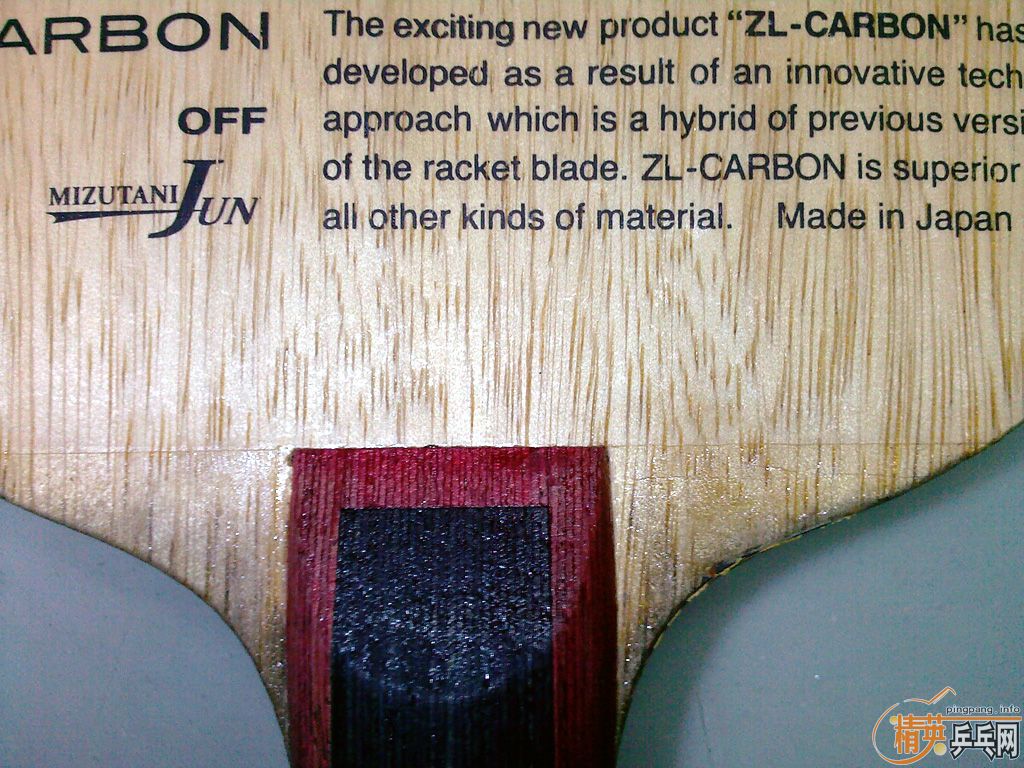 ARBON
OFF
MIZUTANI JUN
The exciting new product “ZL-CARBON” has
developed as a result of an innovative tech
approach which is a hybrid of previous versi
of the racket blade. ZL-CARBON is superior
all other kinds of material. Made in Japan
pingpang.info
精英乒乓网